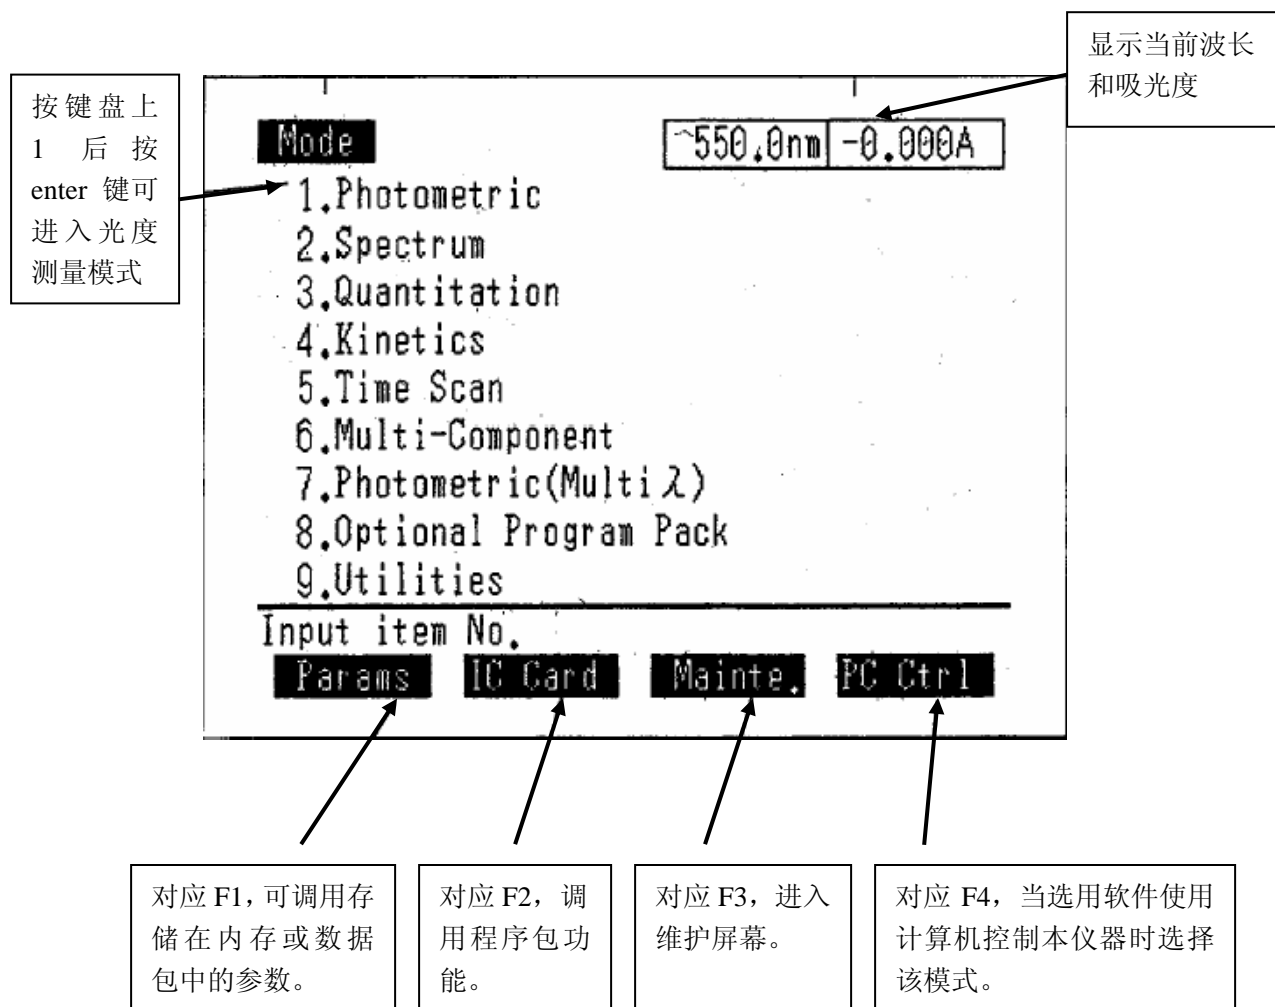 显示当前波长
和吸光度
按键盘上
1 后按
enter 键可
进入光度
测量模式
Mode
~550.0nm -0.000A
1.Photometric
2.Spectrum
3.Quantitation
4.Kinetics
5.Time Scan
6.Multi-Component
7.Photometric(Multiλ)
8.Optional Program Pack
9.Utilities
Input item No.
Params IC Card Mainte. PC Ctrl
对应 F1，可调用存
储在内存或数据
包中的参数。
对应 F2，调
用程序包功
能。
对应 F3，进入
维护屏幕。
对应 F4，当选用软件使用
计算机控制本仪器时选择
该模式。